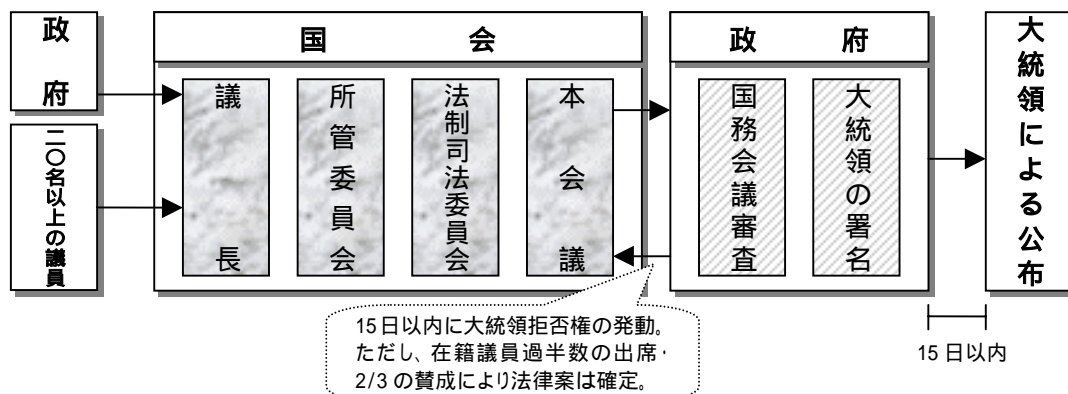 政府
二〇名以上の議員
国会
議長
所管委員会
法制司法委員会
本会議
政府
国務会議審査
大統領の署名
大統領による公布
15日以内に大統領拒否権の発動。
ただし、在籍議員過半数の出席・
2/3の賛成により法律案は確定。
15日以内